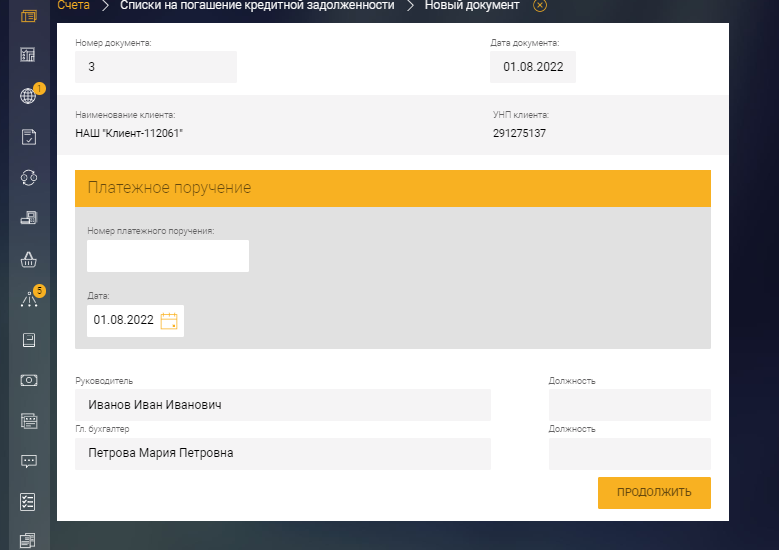 Счета > Списки на погашение кредитной задолженности > Новый документ
Номер документа: Дата документа:
3 01.08.2022
Наименование клиента: УНП клиента:
НАШ "Клиент-112061" 291275137
1
Платежное поручение
Номер платежного поручения:
5
Дата:
01.08.2022
Руководитель Должность
Иванов Иван Иванович
Гл. бухгалтер Должность
Петрова Мария Петровна
ПРОДОЛЖИТЬ